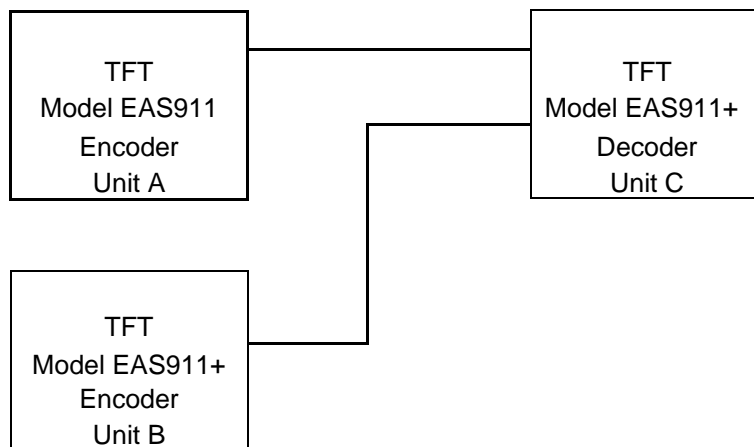 TFT
Model EAS911
Encoder
Unit A
TFT
Model EAS911+
Decoder
Unit C
TFT
Model EAS911+
Encoder
Unit B